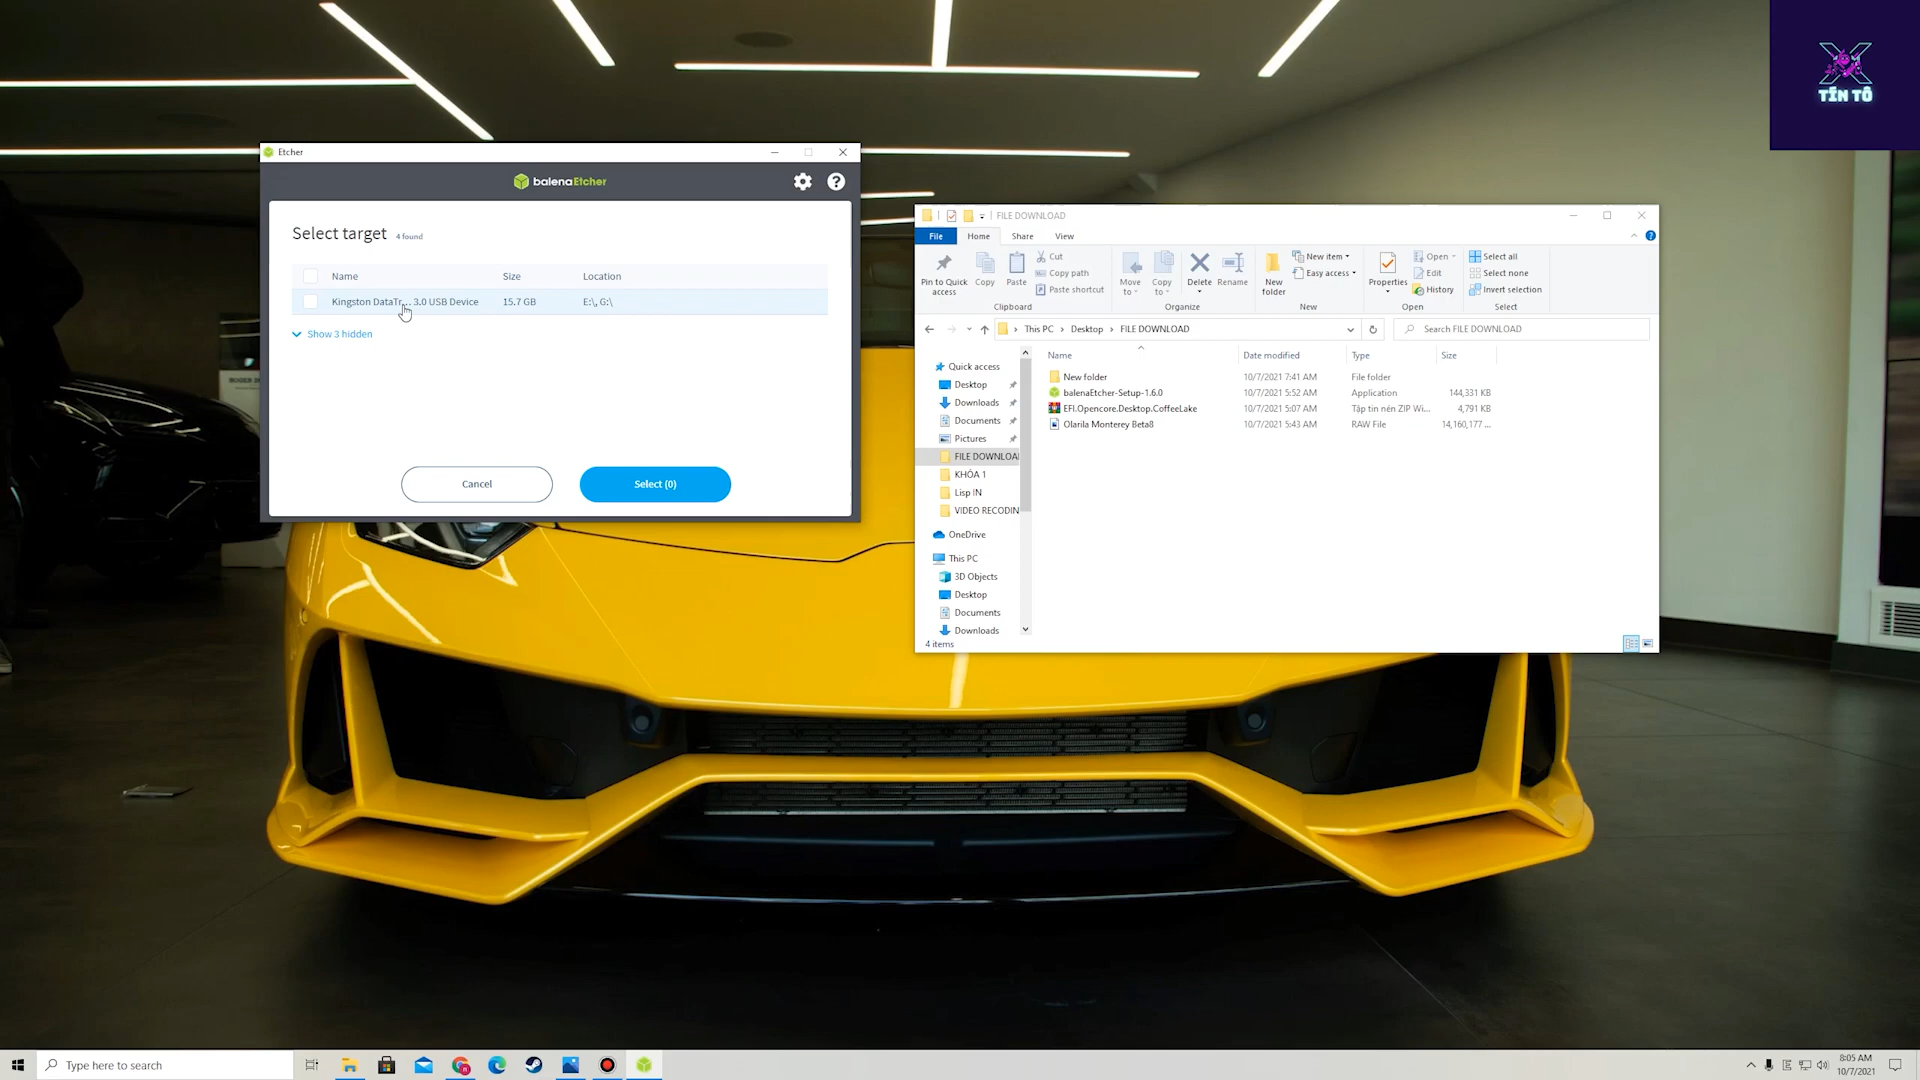 TÍN TÔ
Etcher
balenaEtcher
Select target 4 found
Name Size Location
Kingston DataTr... 3.0 USB Device 15.7 GB E:\, G:\
Show 3 hidden
Cancel Select (0)
FILE DOWNLOAD
File Home Share View
Pin to Quick access
Copy
Paste
Cut
Copy path
Paste shortcut
Clipboard
Move to
Copy to
Delete
Rename
Organize
New folder
New item
Easy access
New
Properties
Open
Edit
History
Open
Select all
Select none
Invert selection
This PC Desktop FILE DOWNLOAD
Search FILE DOWNLOAD
Quick access
Desktop
Downloads
Documents
Pictures
FILE DOWNLOAD
KHÓA 1
Lisp IN
VIDEO RECODIN
OneDrive
This PC
3D Objects
Desktop
Documents
Downloads
Name Date modified Type Size
New folder 10/7/2021 7:41 AM File folder
balenaEtcher-Setup-1.6.0 10/7/2021 5:52 AM Application 144,331 KB
EFI.Opencore.Desktop.CoffeeLake 10/7/2021 5:07 AM Tập tin nén ZIP Wi... 4,791 KB
Olarila Monterey Beta8 10/7/2021 5:43 AM RAW File 14,160,177 ...
4 items
Type here to search
8:05 AM
10/7/2021